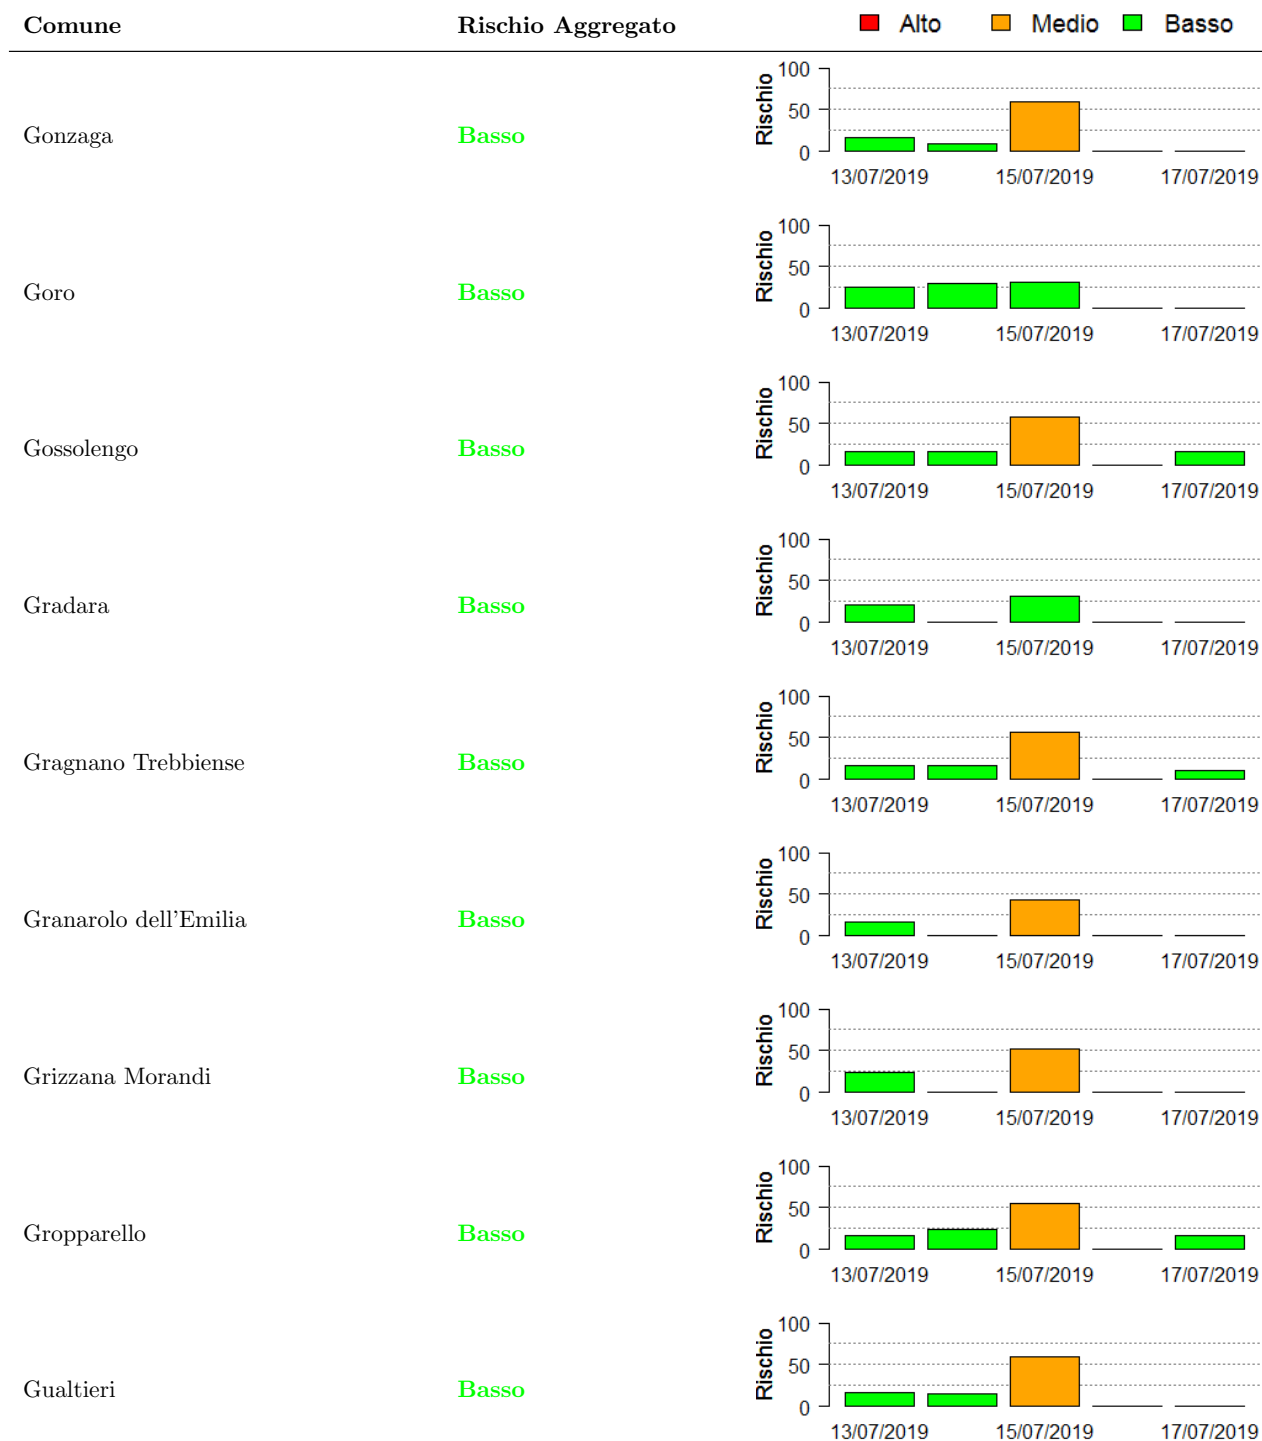 Comune Rischio Aggregato Alto Medio Basso
Gonzaga Basso Rischio 100 50 0
13/07/2019 15/07/2019 17/07/2019
Goro Basso Rischio 100 50 0
13/07/2019 15/07/2019 17/07/2019
Gossolengo Basso Rischio 100 50 0
13/07/2019 15/07/2019 17/07/2019
Gradara Basso Rischio 100 50 0
13/07/2019 15/07/2019 17/07/2019
Gragnano Trebbiense Basso Rischio 100 50 0
13/07/2019 15/07/2019 17/07/2019
Granarolo dell'Emilia Basso Rischio 100 50 0
13/07/2019 15/07/2019 17/07/2019
Grizzana Morandi Basso Rischio 100 50 0
13/07/2019 15/07/2019 17/07/2019
Gropparello Basso Rischio 100 50 0
13/07/2019 15/07/2019 17/07/2019
Gualtieri Basso Rischio 100 50 0
13/07/2019 15/07/2019 17/07/2019